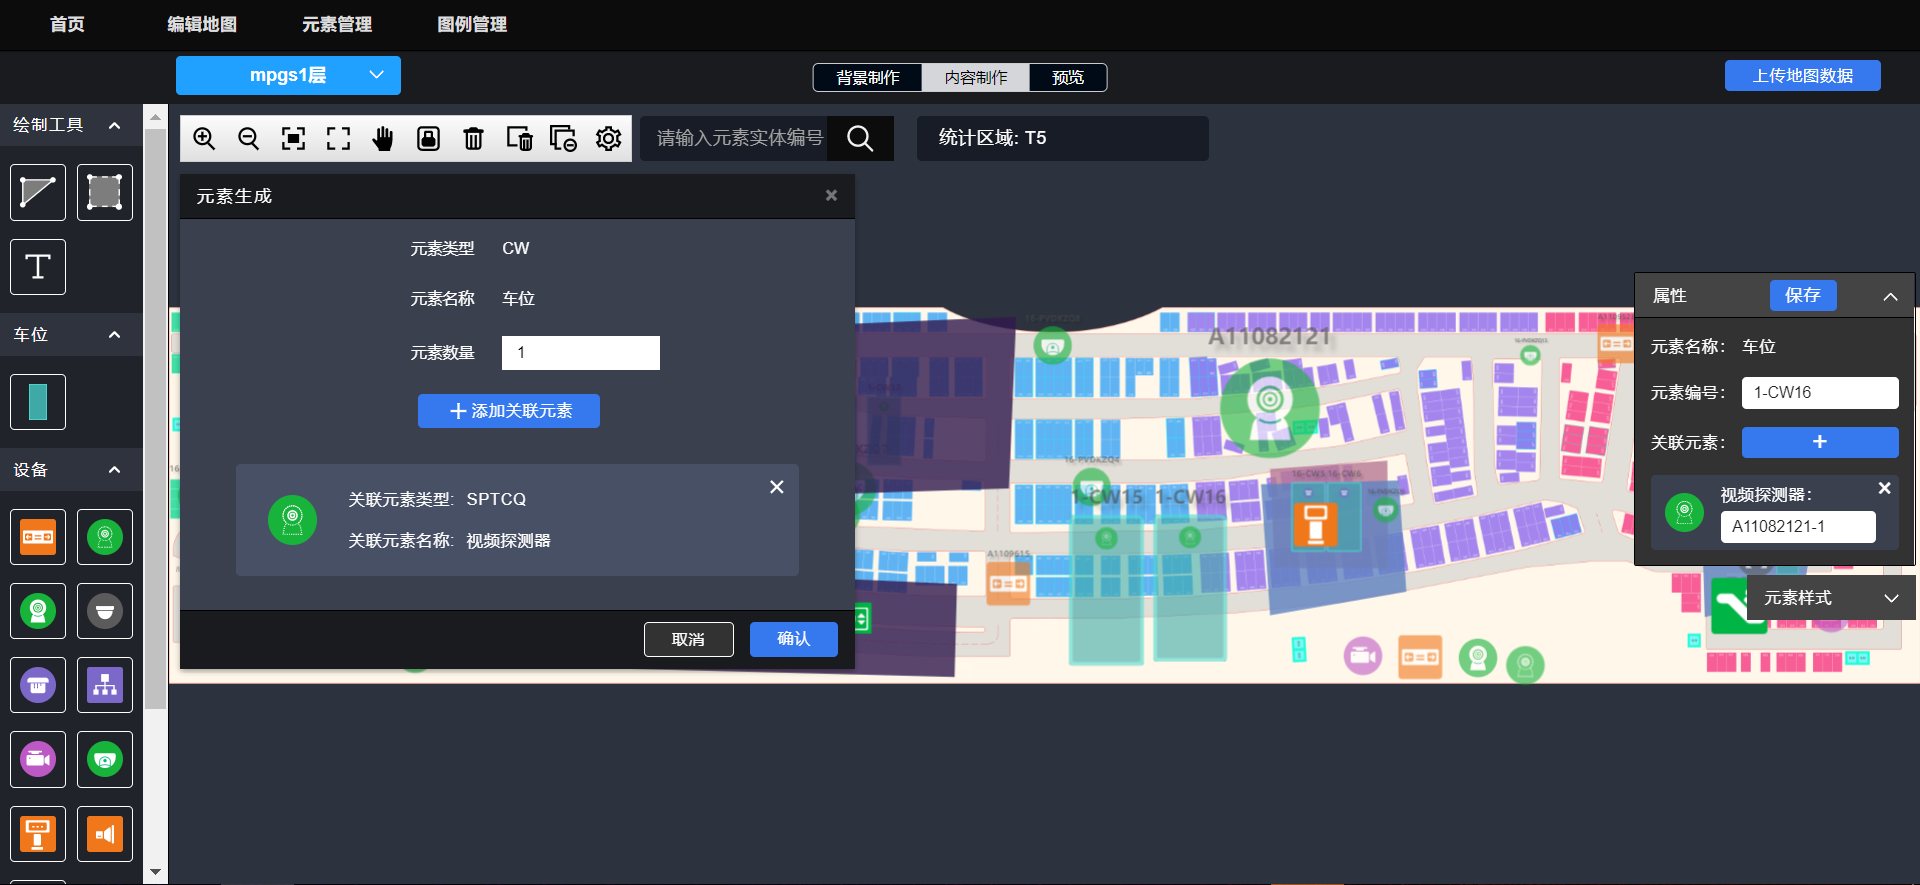 首页 编辑地图 元素管理 图例管理
mpgs1层
背景制作 内容制作 预览
上传地图数据
绘制工具
请输入元素实体编号
统计区域: T5
元素生成
元素类型 CW
元素名称 车位
元素数量 1
添加关联元素
关联元素类型: SPTCQ
关联元素名称: 视频探测器
取消 确认
车位
设备
A11082121
1-CW15 1-CW16
A1109615
属性 保存
元素名称: 车位
元素编号: 1-CW16
关联元素:
视频探测器:
A11082121-1
元素样式